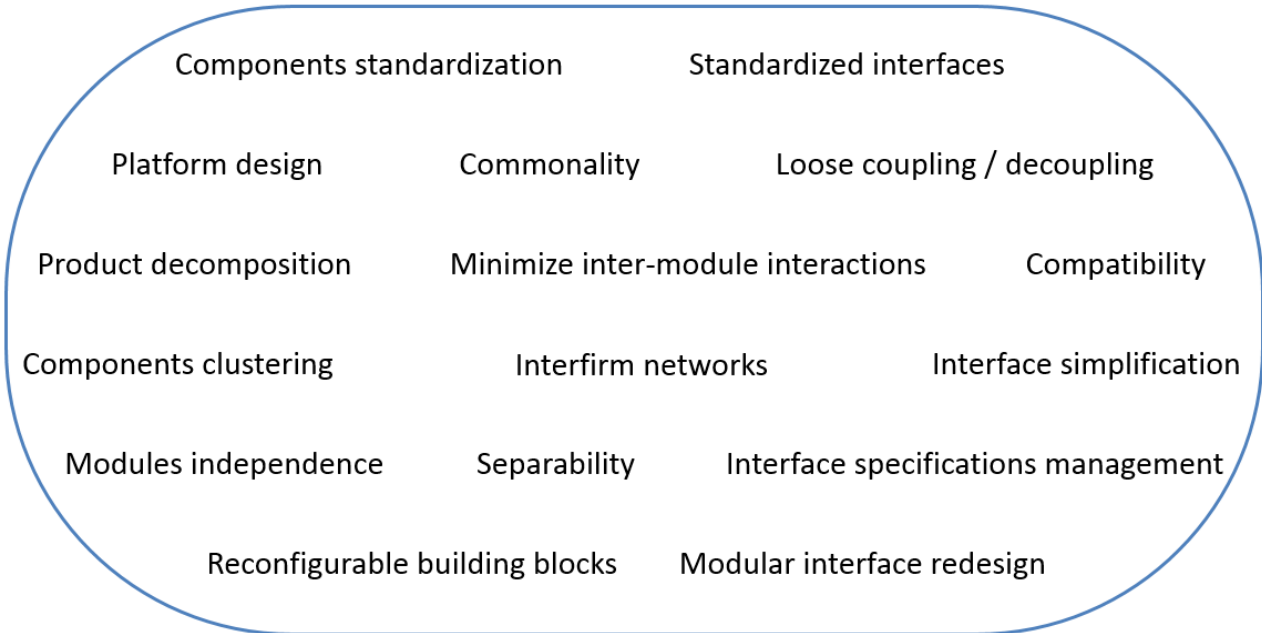 Components standardization Standardized interfaces
Platform design Commonality Loose coupling / decoupling
Product decomposition Minimize inter-module interactions Compatibility
Components clustering Interfirm networks Interface simplification
Modules independence Separability Interface specifications management
Reconfigurable building blocks Modular interface redesign